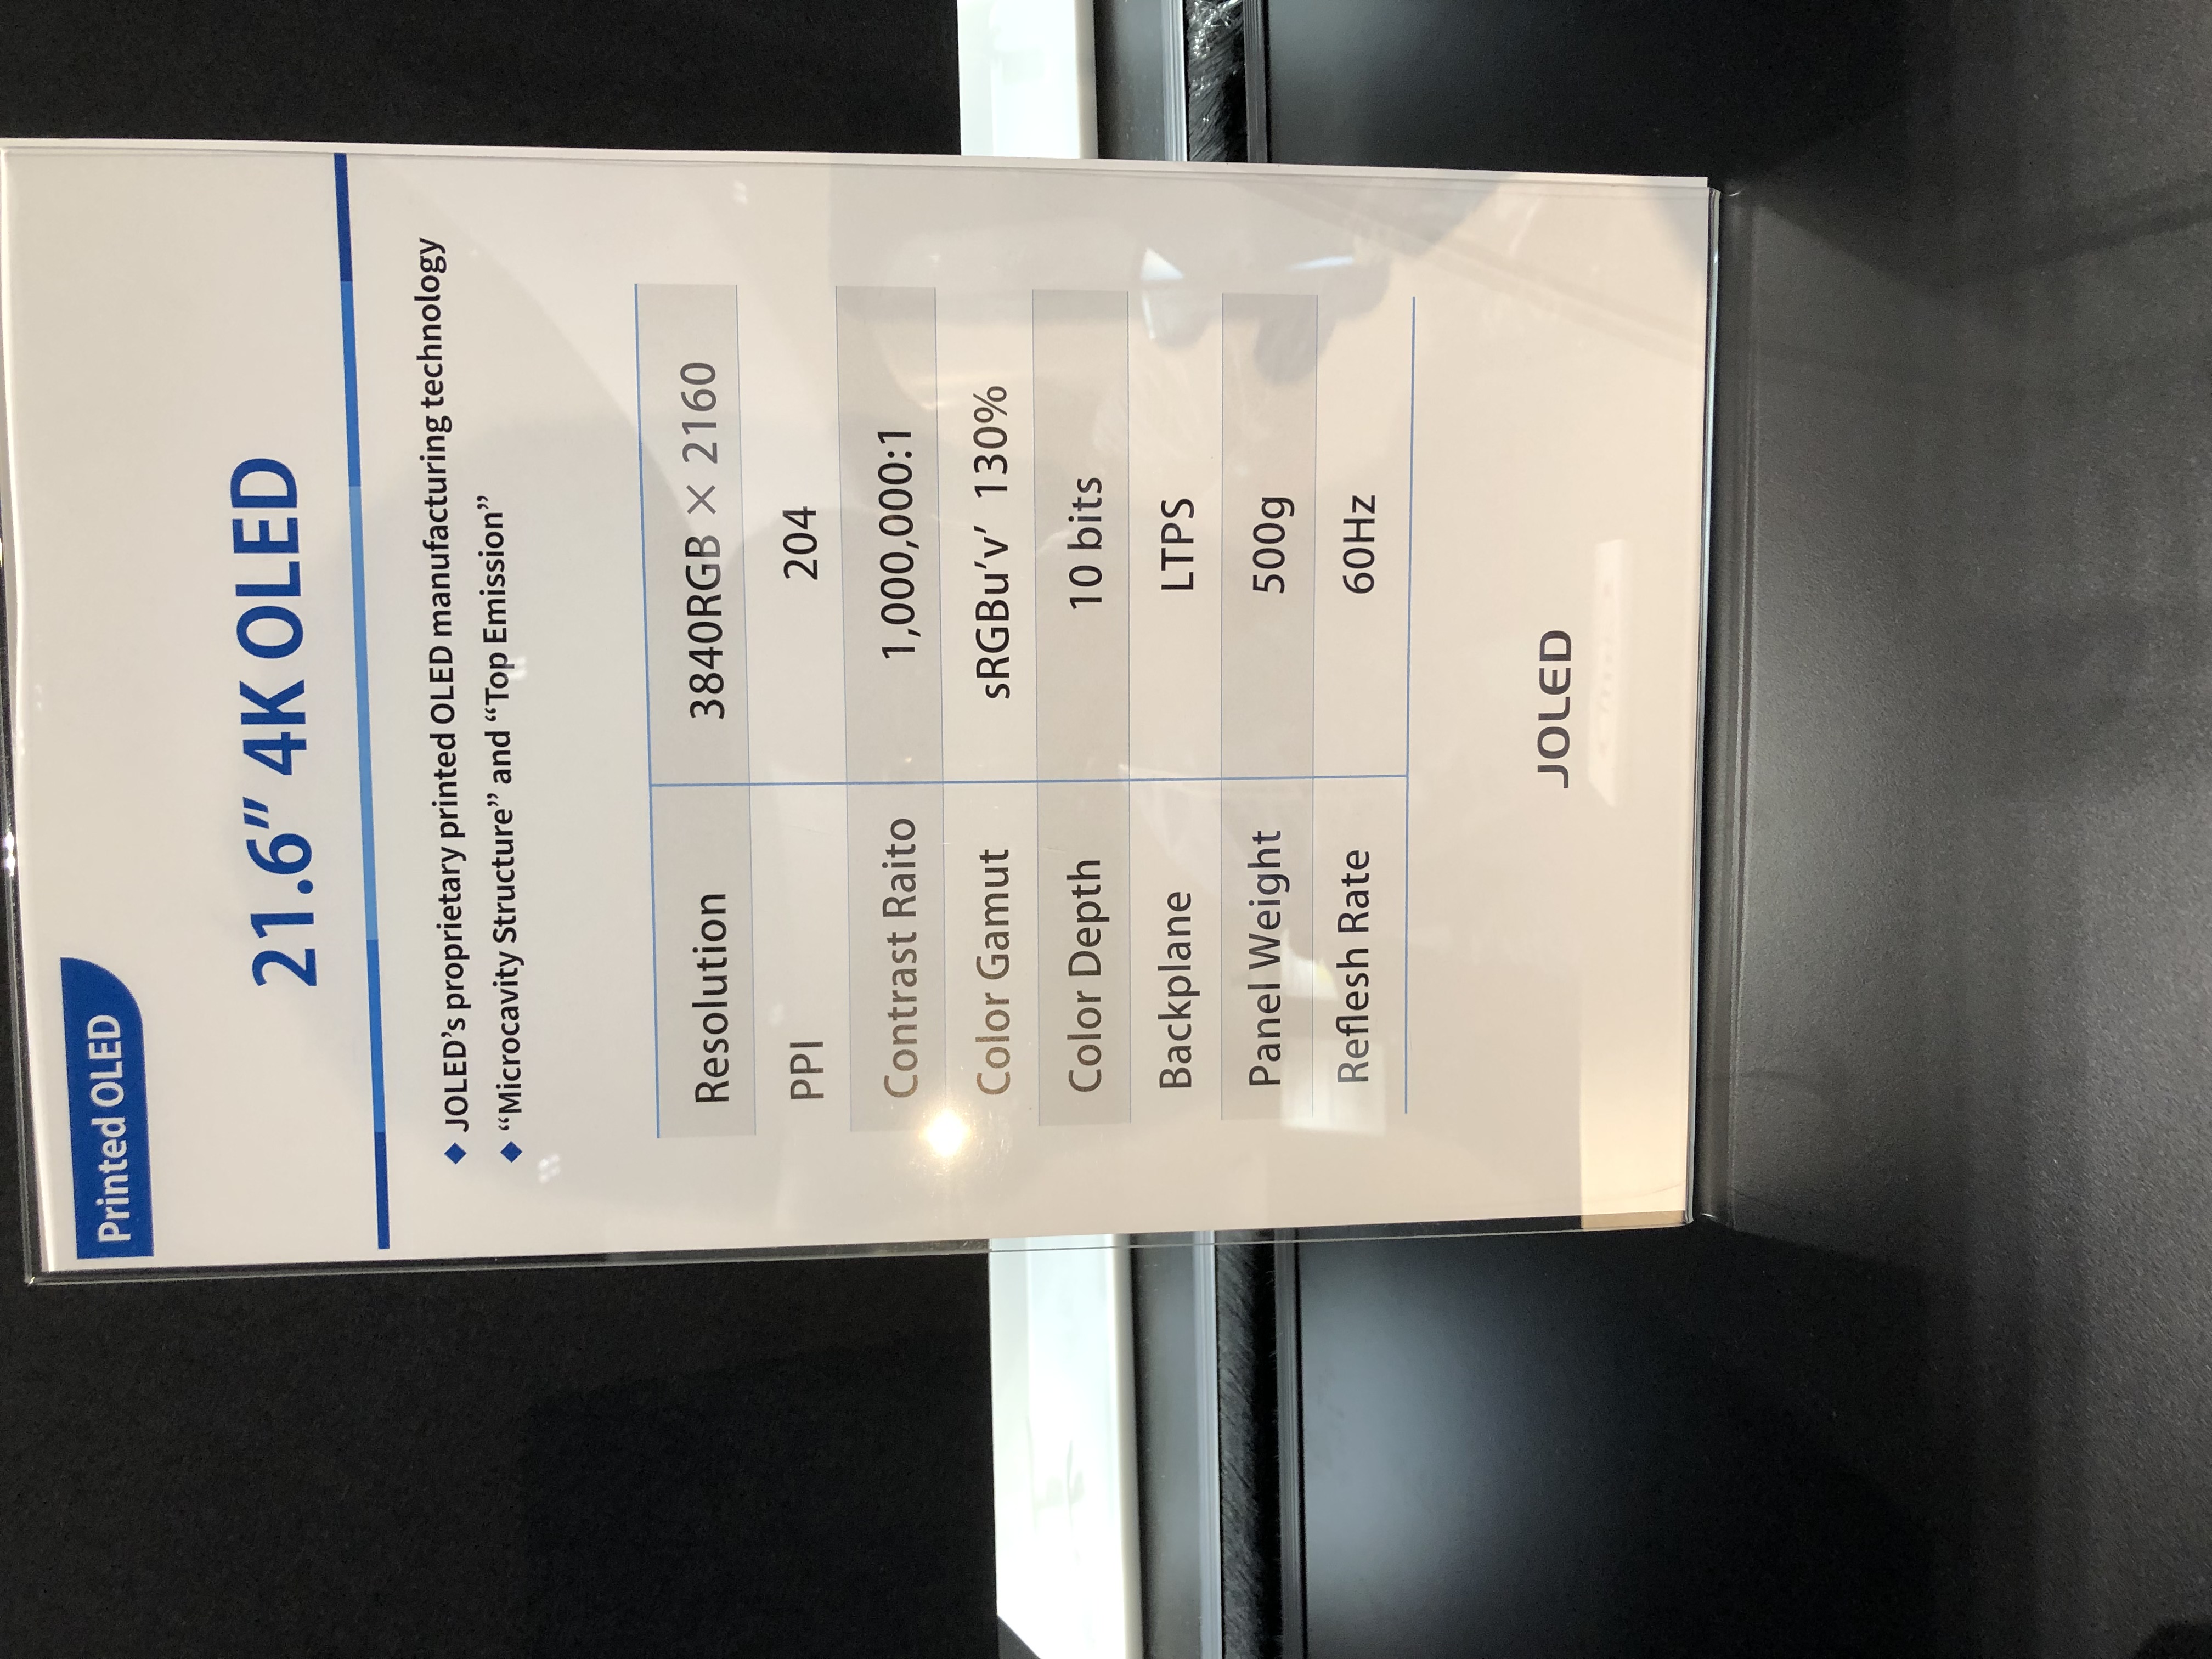 Printed OLED
21.6” 4K OLED
◆ JOLED’s proprietary printed OLED manufacturing technology
◆ “Microcavity Structure” and “Top Emission”
Resolution 3840RGB × 2160
PPI 204
Contrast Raito 1,000,000:1
Color Gamut sRGBu’v’ 130%
Color Depth 10 bits
Backplane LTPS
Panel Weight 500g
Reflesh Rate 60Hz
JOLED